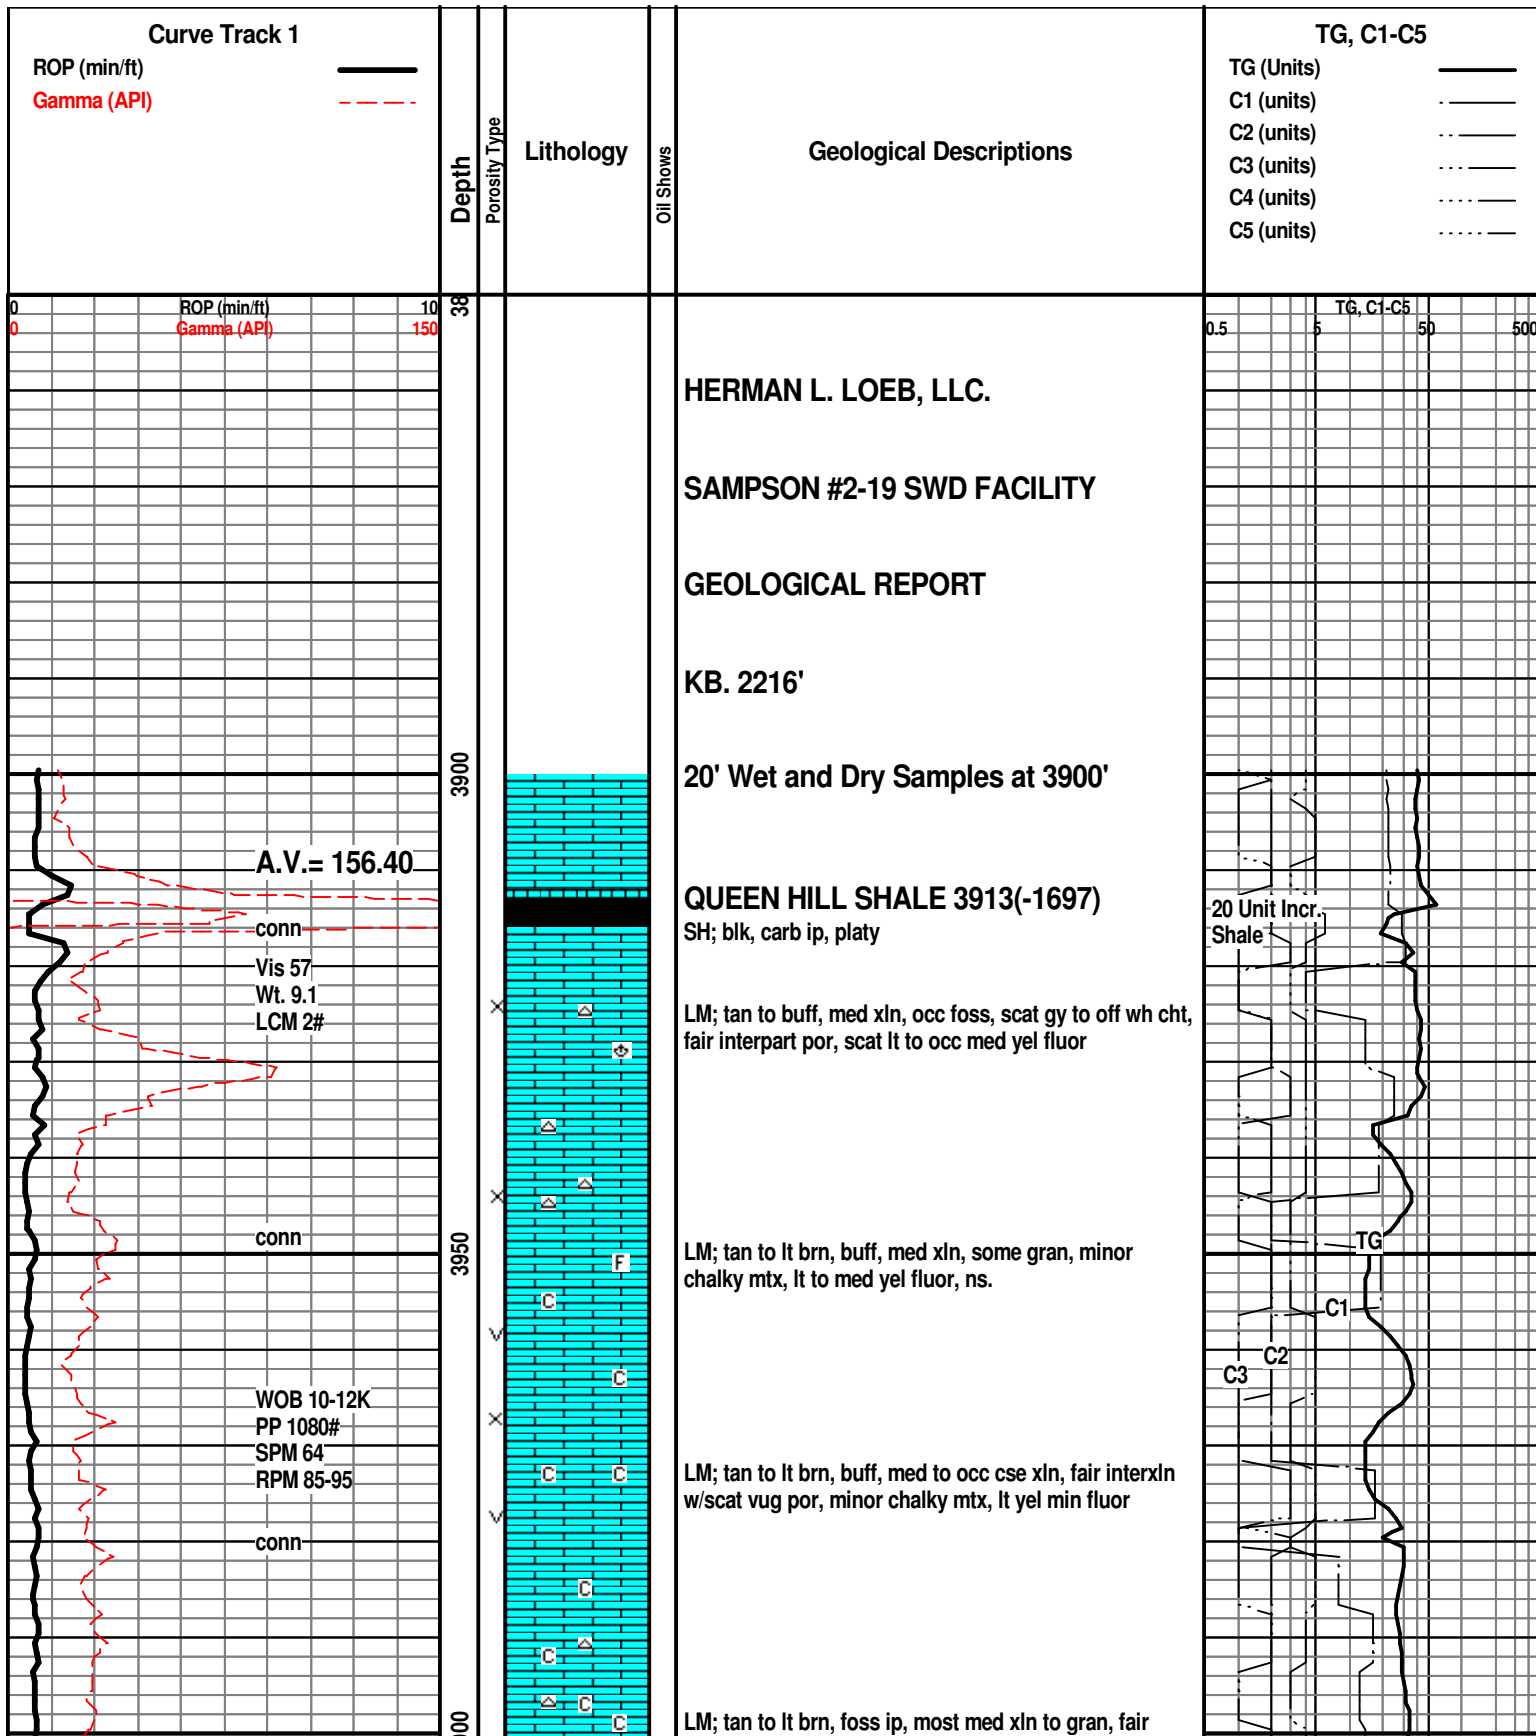 Curve Track 1
ROP (min/ft)
Gamma (API)
Depth
Porosity Type
Lithology
Oil Shows
Geological Descriptions
TG, C1-C5
TG (Units)
C1 (units)
C2 (units)
C3 (units)
C4 (units)
C5 (units)
0 ROP (min/ft) 10
0 Gamma (API) 150
38
TG, C1-C5
0.5 5 50 500
HERMAN L. LOEB, LLC.
SAMPSON #2-19 SWD FACILITY
GEOLOGICAL REPORT
KB. 2216'
3900
20' Wet and Dry Samples at 3900'
A.V.= 156.40
QUEEN HILL SHALE 3913(-1697)
SH; blk, carb ip, platy
20 Unit Incr.
Shale
conn
Vis 57
Wt. 9.1
LCM 2#
LM; tan to buff, med xln, occ foss, scat gy to off wh cht,
fair interpart por, scat lt to occ med yel fluor
conn
3950
LM; tan to lt brn, buff, med xln, some gran, minor
chalky mtx, lt to med yel fluor, ns.
F
C
C
TG
C1
C2
C3
WOB 10-12K
PP 1080#
SPM 64
RPM 85-95
LM; tan to lt brn, buff, med to occ cse xln, fair interxln
w/scat vug por, minor chalky mtx, lt yel min fluor
C C
conn
C
C
C
C
00
LM; tan to lt brn, foss ip, most med xln to gran, fair